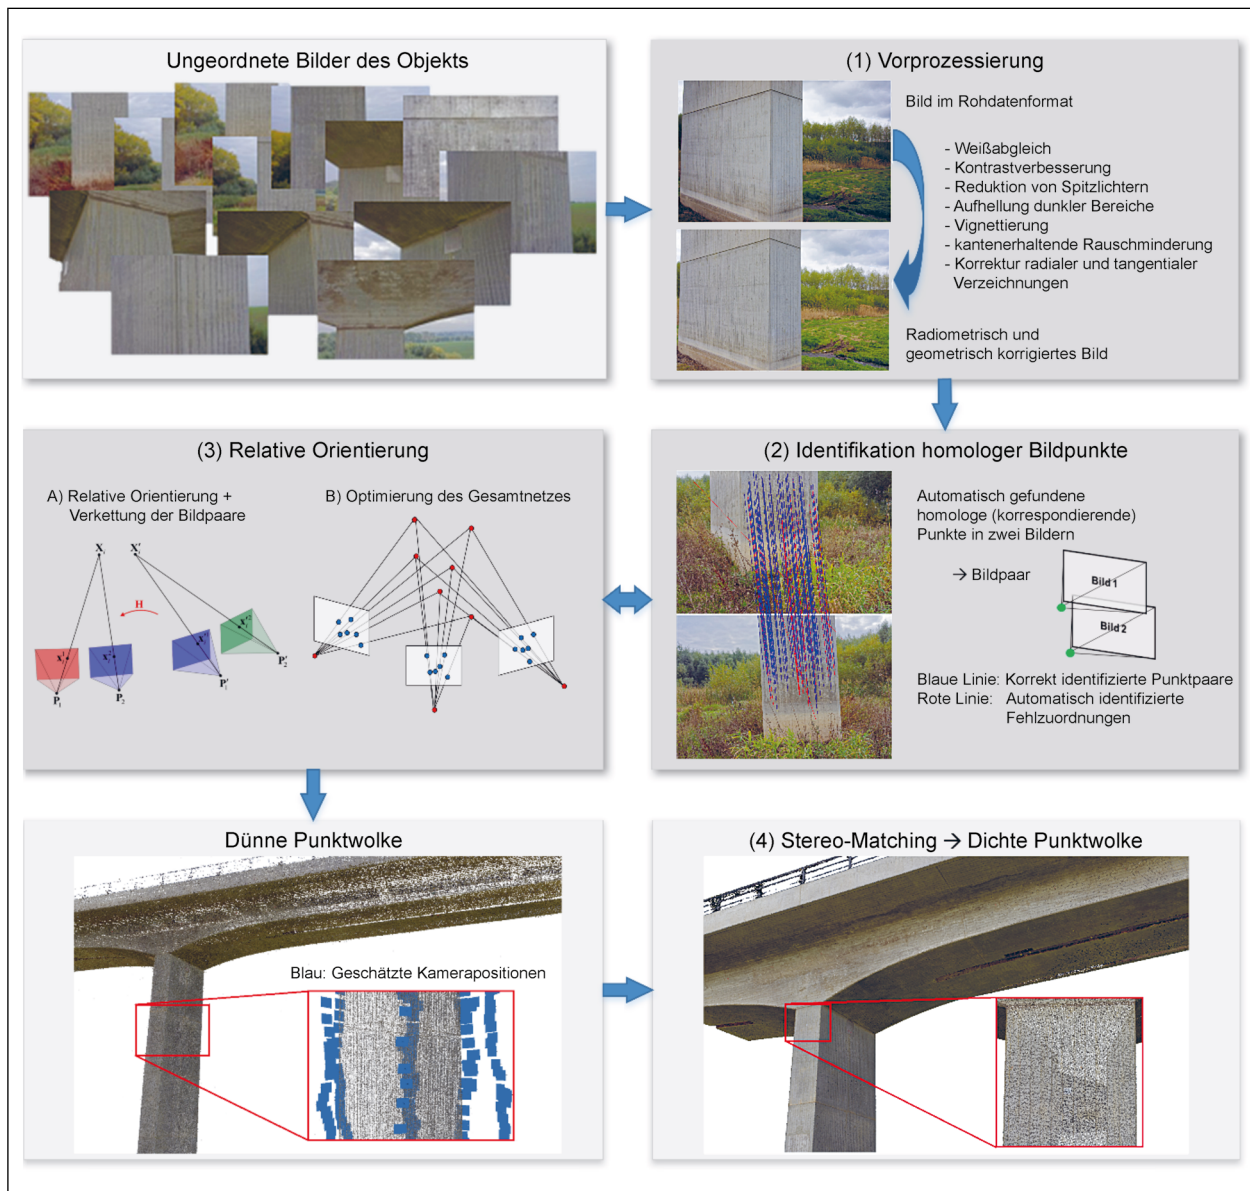 Ungeordnete Bilder des Objekts
(1) Vorprozessierung
Bild im Rohdatenformat
- Weißabgleich
- Kontrastverbesserung
- Reduktion von Spitzlichtern
- Aufhellung dunkler Bereiche
- Vignettierung
- kantenerhaltende Rauschminderung
- Korrektur radialer und tangentialer
Verzeichnungen
Radiometrisch und
geometrisch korrigiertes Bild
(2) Identifikation homologer Bildpunkte
Automatisch gefundene
homologe (korrespondierende)
Punkte in zwei Bildern
→ Bildpaar
Bild 1
Bild 2
Blaue Linie: Korrekt identifizierte Punktpaare
Rote Linie: Automatisch identifizierte
Fehlzuordnungen
(3) Relative Orientierung
A) Relative Orientierung +
Verkettung der Bildpaare
B) Optimierung des Gesamtnetzes
H
P₁
P₂
P₁′
P₂′
Dünne Punktwolke
Blau: Geschätzte Kamerapositionen
(4) Stereo-Matching → Dichte Punktwolke